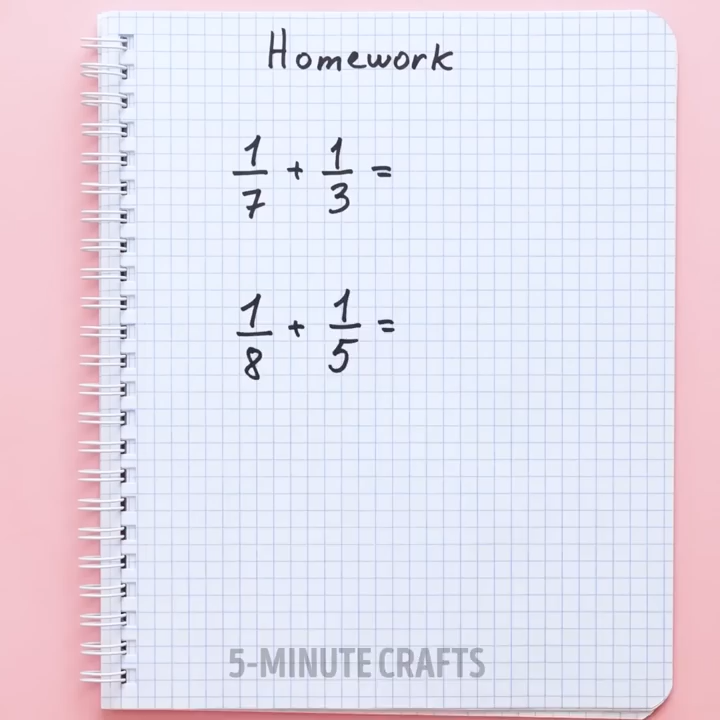 Homework
1/7 + 1/3 =
1/8 + 1/5 =
5-MINUTE CRAFTS